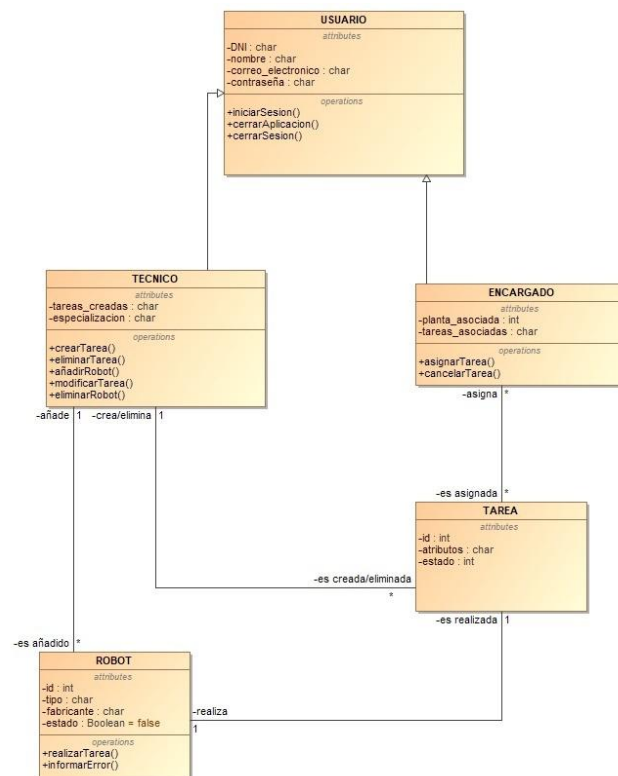 USUARIO
attributes
-DNI : char
-nombre : char
-correo_electronico : char
-contraseña : char
operations
+iniciarSesion()
+cerrarAplicacion()
+cerrarSesion()
TECNICO
attributes
-tareas_creadas : char
-especializacion : char
operations
+crearTarea()
+eliminarTarea()
+añadirRobot()
+modificarTarea()
+eliminarRobot()
ENCARGADO
attributes
-planta_asociada : int
-tareas_asociadas : char
operations
+asignarTarea()
+cancelarTarea()
-añade 1
-crea/elimina 1
-asigna *
-es asignada *
TAREA
attributes
-id : int
-atributos : char
-estado : int
-es creada/eliminada
*
-es realizada 1
-es añadido *
ROBOT
attributes
-id : int
-tipo : char
-fabricante : char
-estado : Boolean = false
operations
+realizarTarea()
+informarError()
-realiza
1